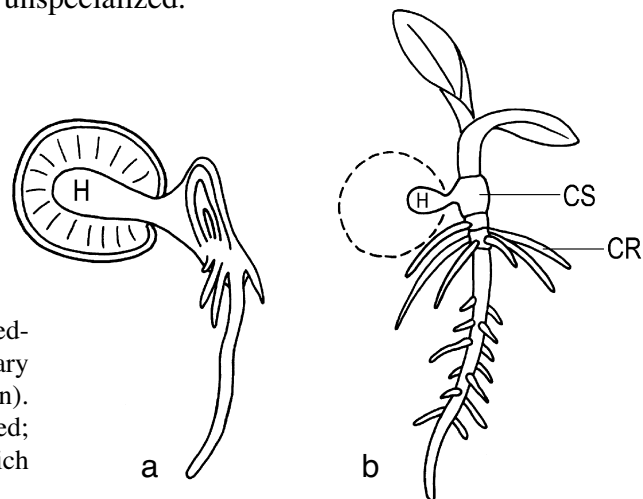 unspecialized.
H
H
CS
CR
ed-
ary
n).
ed;
ich
a
b